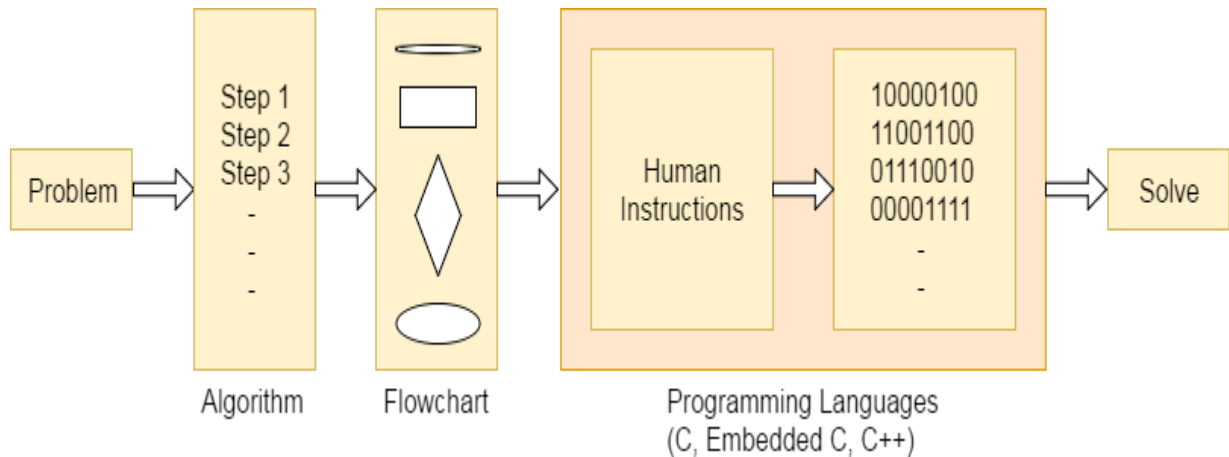 Problem
Step 1
Step 2
Step 3
-
-
-
Algorithm
Flowchart
Human
Instructions
10000100
11001100
01110010
00001111
-
-
Programming Languages
(C, Embedded C, C++)
Solve